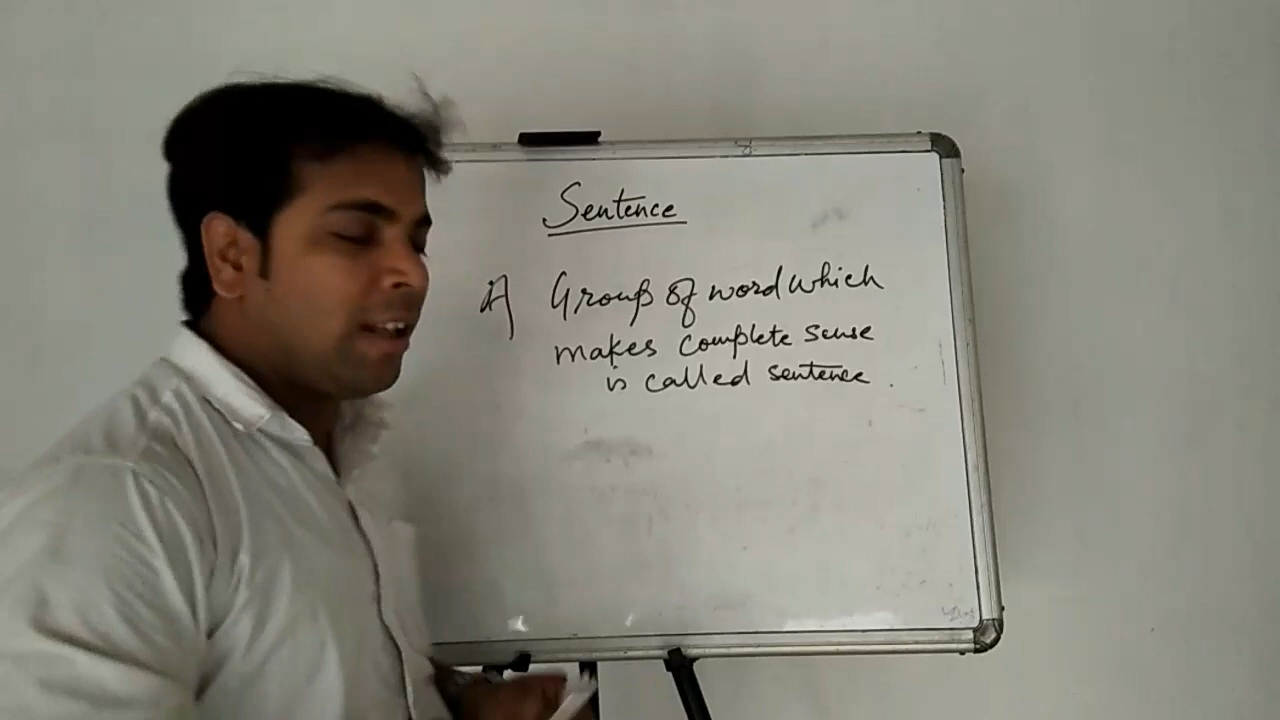 Sentence
Group of word which
makes complete sense
is called sentence.